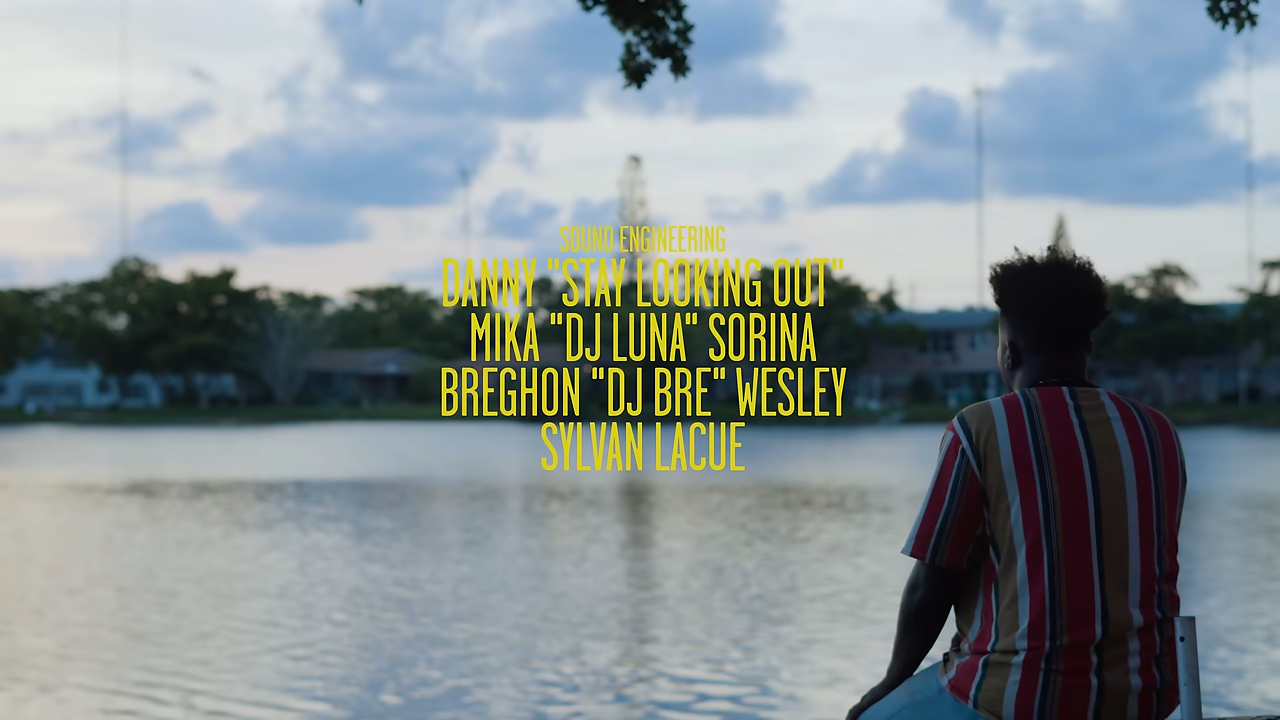 SOUND ENGINEERING
DANNY "STAY LOOKING OUT"
MIKA "DJ LUNA" SORINA
BREGHON "DJ BRE" WESLEY
SYLVAN LACUE